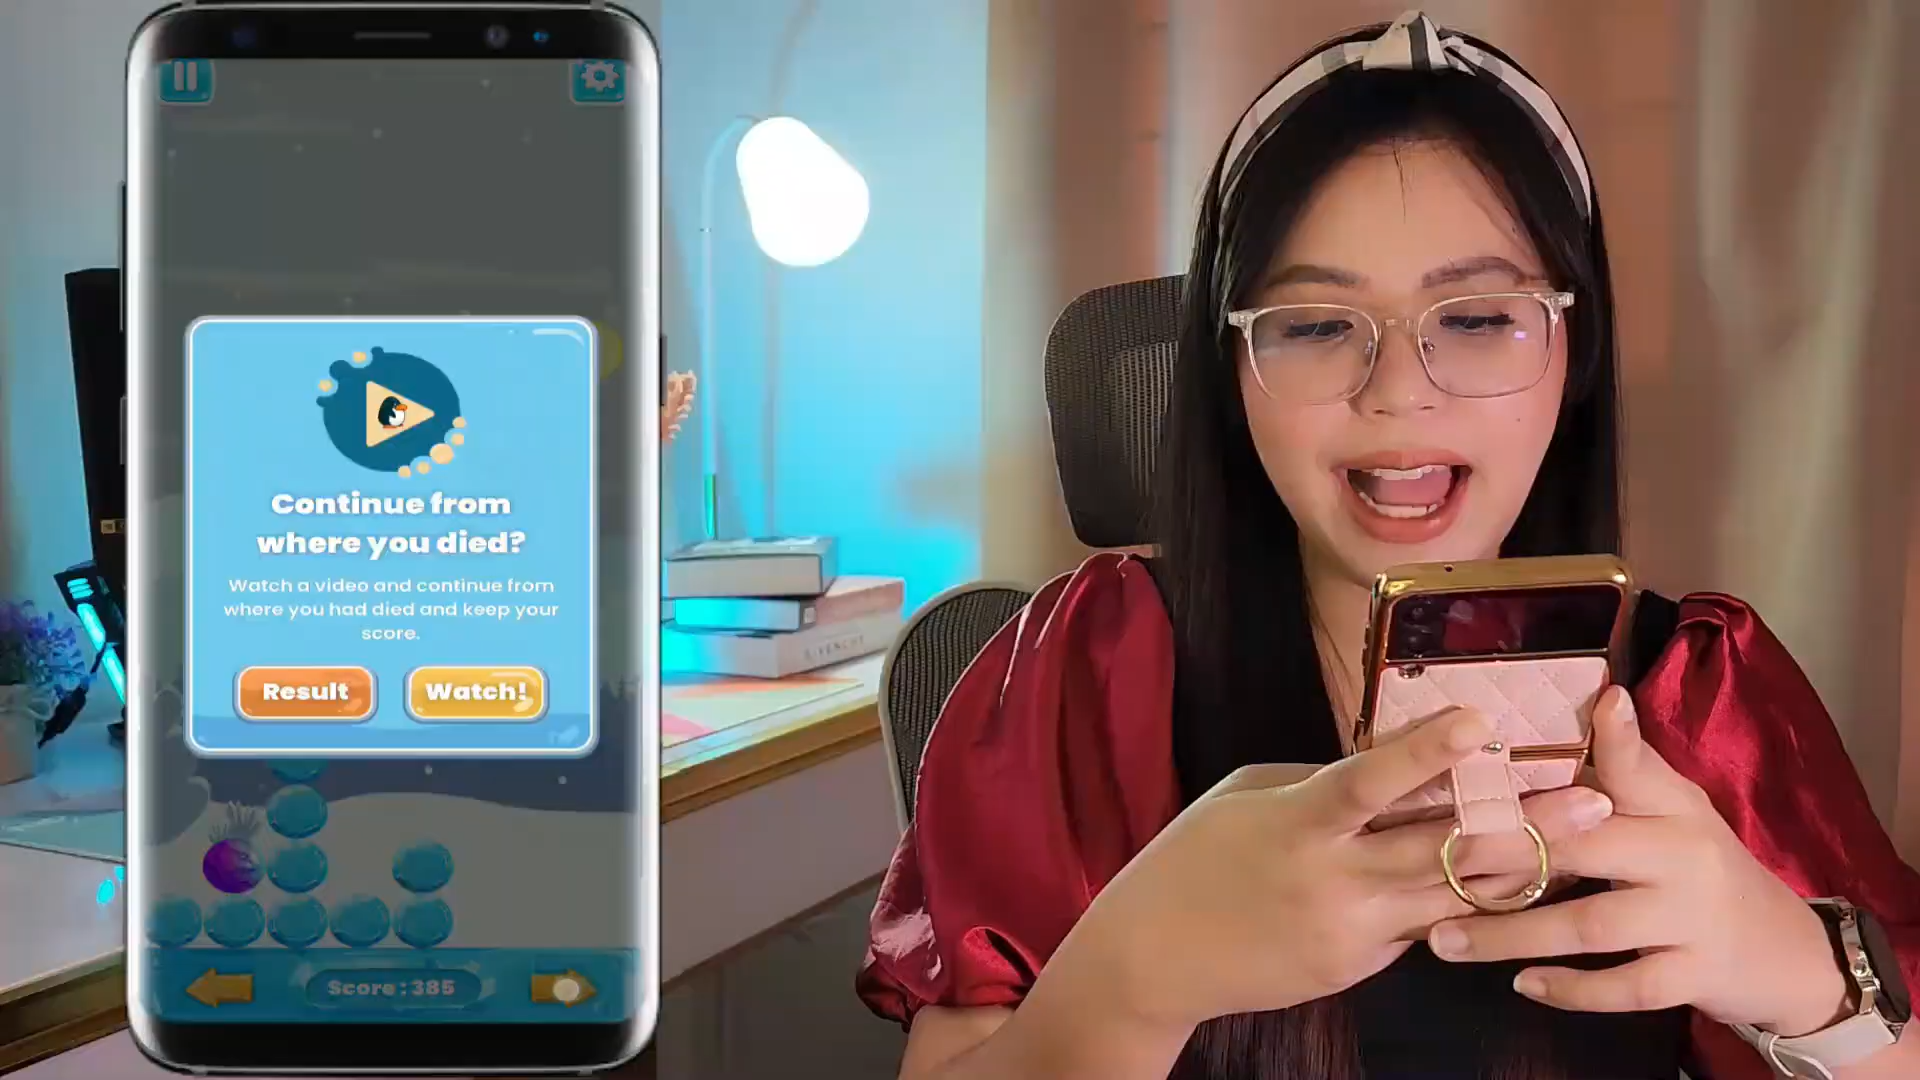 Continue from
where you died?
Watch a video and continue from
where you had died and keep your
score.
Result
Watch!
Score : 385
GIVENCHY